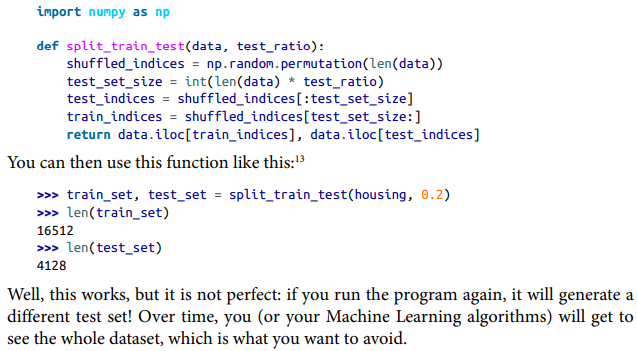 import numpy as np
def split_train_test(data, test_ratio):
    shuffled_indices = np.random.permutation(len(data))
    test_set_size = int(len(data) * test_ratio)
    test_indices = shuffled_indices[:test_set_size]
    train_indices = shuffled_indices[test_set_size:]
    return data.iloc[train_indices], data.iloc[test_indices]
You can then use this function like this:¹³
>>> train_set, test_set = split_train_test(housing, 0.2)
>>> len(train_set)
16512
>>> len(test_set)
4128
Well, this works, but it is not perfect: if you run the program again, it will generate a
different test set! Over time, you (or your Machine Learning algorithms) will get to
see the whole dataset, which is what you want to avoid.